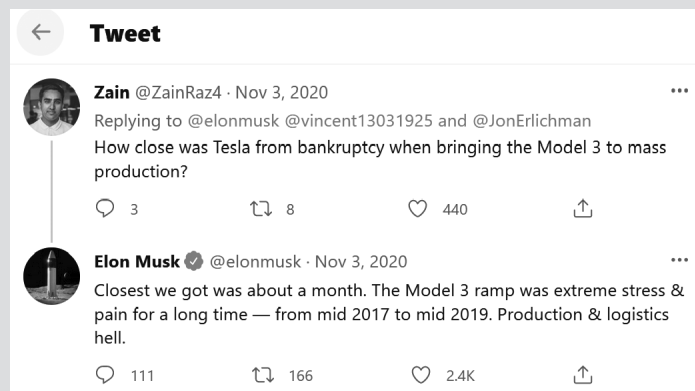 Tweet
Zain @ZainRaz4 · Nov 3, 2020
Replying to @elonmusk @vincent13031925 and @JonErlichman
How close was Tesla from bankruptcy when bringing the Model 3 to mass
production?
3 8 440
Elon Musk @elonmusk · Nov 3, 2020
Closest we got was about a month. The Model 3 ramp was extreme stress &
pain for a long time — from mid 2017 to mid 2019. Production & logistics
hell.
111 166 2.4K